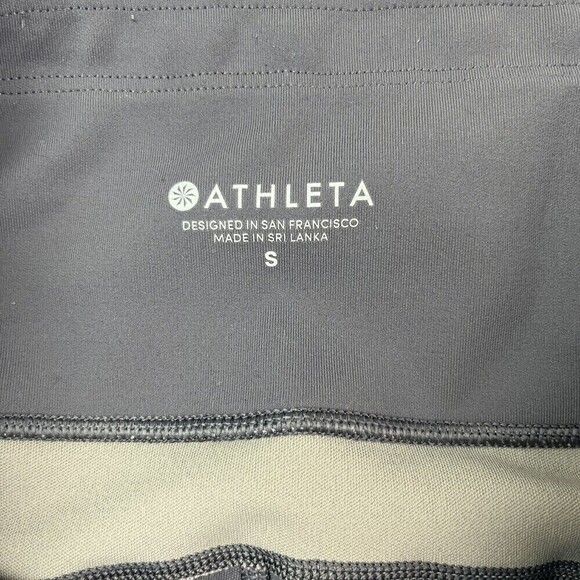 ATHLETA
DESIGNED IN SAN FRANCISCO
MADE IN SRI LANKA
S